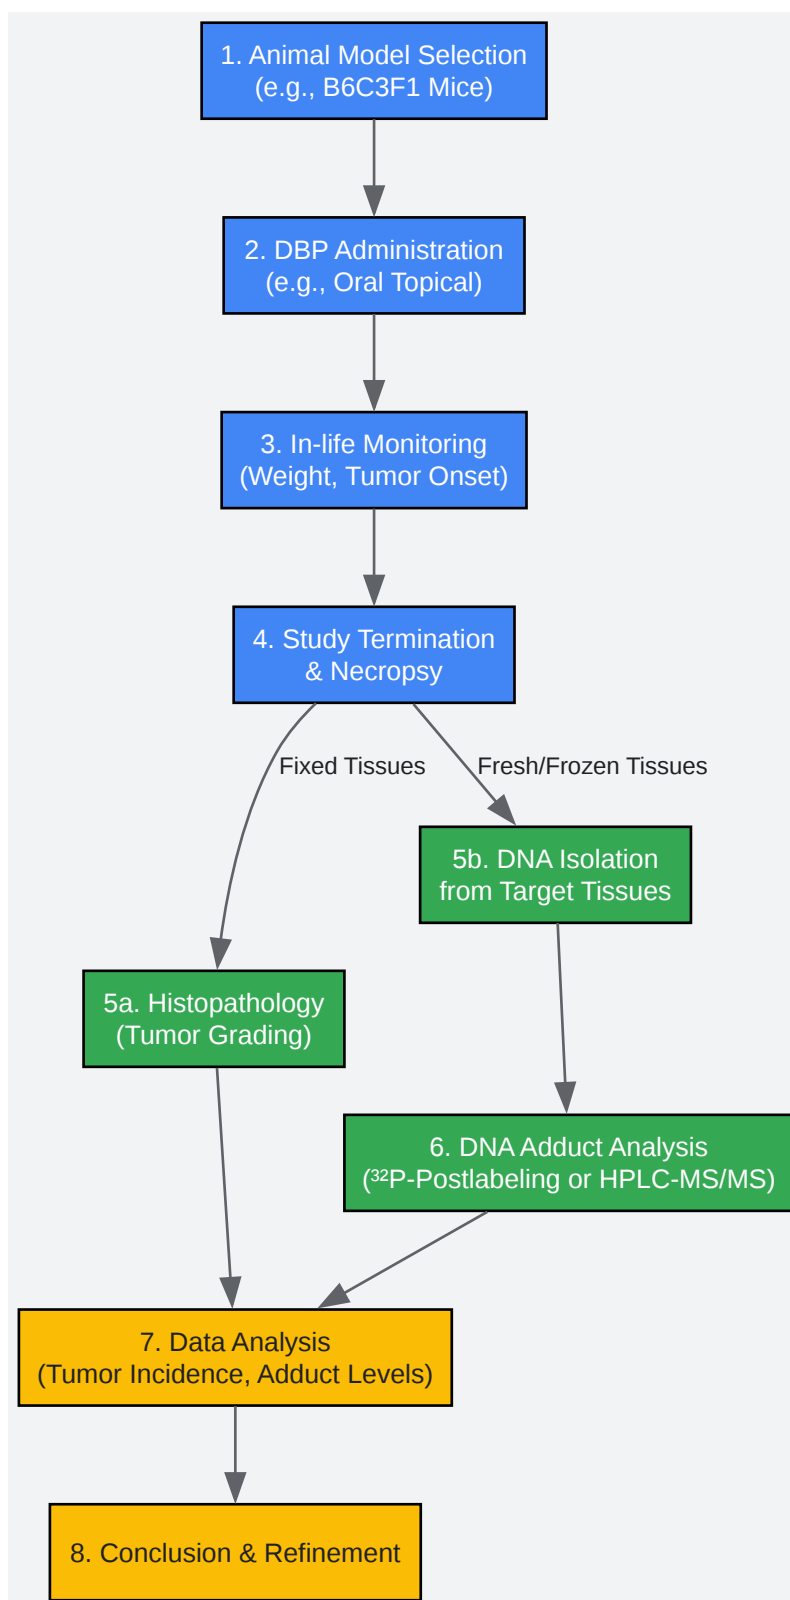 1. Animal Model Selection
(e.g., B6C3F1 Mice)
2. DBP Administration
(e.g., Oral Topical)
3. In-life Monitoring
(Weight, Tumor Onset)
4. Study Termination
& Necropsy
Fixed Tissues
Fresh/Frozen Tissues
5b. DNA Isolation
from Target Tissues
5a. Histopathology
(Tumor Grading)
6. DNA Adduct Analysis
(³²P-Postlabeling or HPLC-MS/MS)
7. Data Analysis
(Tumor Incidence, Adduct Levels)
8. Conclusion & Refinement